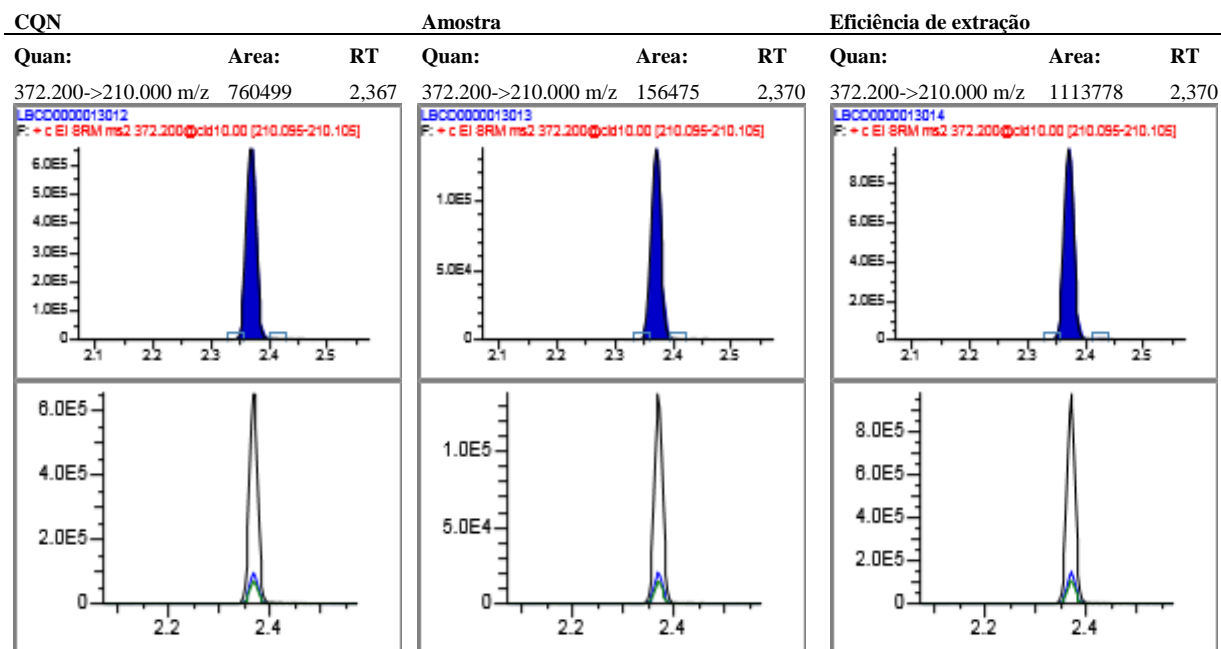 CQN Amostra Eficiência de extração
Quan: Area: RT Quan: Area: RT Quan: Area: RT
372.200->210.000 m/z 760499 2,367 372.200->210.000 m/z 156475 2,370 372.200->210.000 m/z 1113778 2,370
LBCD0000013012
F: + c EI SRM ms2 372.200@cid10.00 [210.095-210.105]
6.0E5
5.0E5
4.0E5
3.0E5
2.0E5
1.0E5
0
2.1 2.2 2.3 2.4 2.5
LBCD0000013013
F: + c EI SRM ms2 372.200@cid10.00 [210.095-210.105]
1.0E5
5.0E4
0
2.1 2.2 2.3 2.4 2.5
LBCD0000013014
F: + c EI SRM ms2 372.200@cid10.00 [210.095-210.105]
8.0E5
6.0E5
4.0E5
2.0E5
0
2.1 2.2 2.3 2.4 2.5
6.0E5
4.0E5
2.0E5
0
2.2 2.4
1.0E5
5.0E4
0
2.2 2.4
8.0E5
6.0E5
4.0E5
2.0E5
0
2.2 2.4